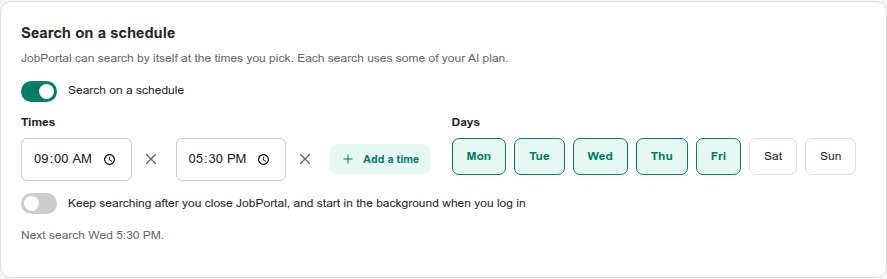 Search on a schedule
JobPortal can search by itself at the times you pick. Each search uses some of your AI plan.
Search on a schedule
Times
Days
09:00 AM
05:30 PM
+ Add a time
Mon
Tue
Wed
Thu
Fri
Sat
Sun
Keep searching after you close JobPortal, and start in the background when you log in
Next search Wed 5:30 PM.